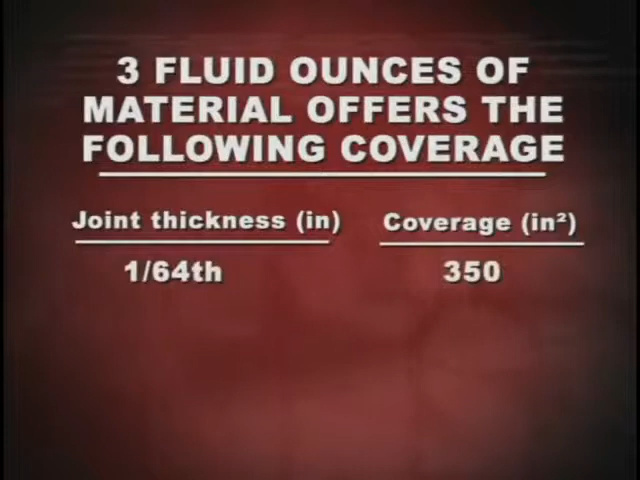 3 FLUID OUNCES OF
MATERIAL OFFERS THE
FOLLOWING COVERAGE
Joint thickness (in) Coverage (in²)
1/64th 350